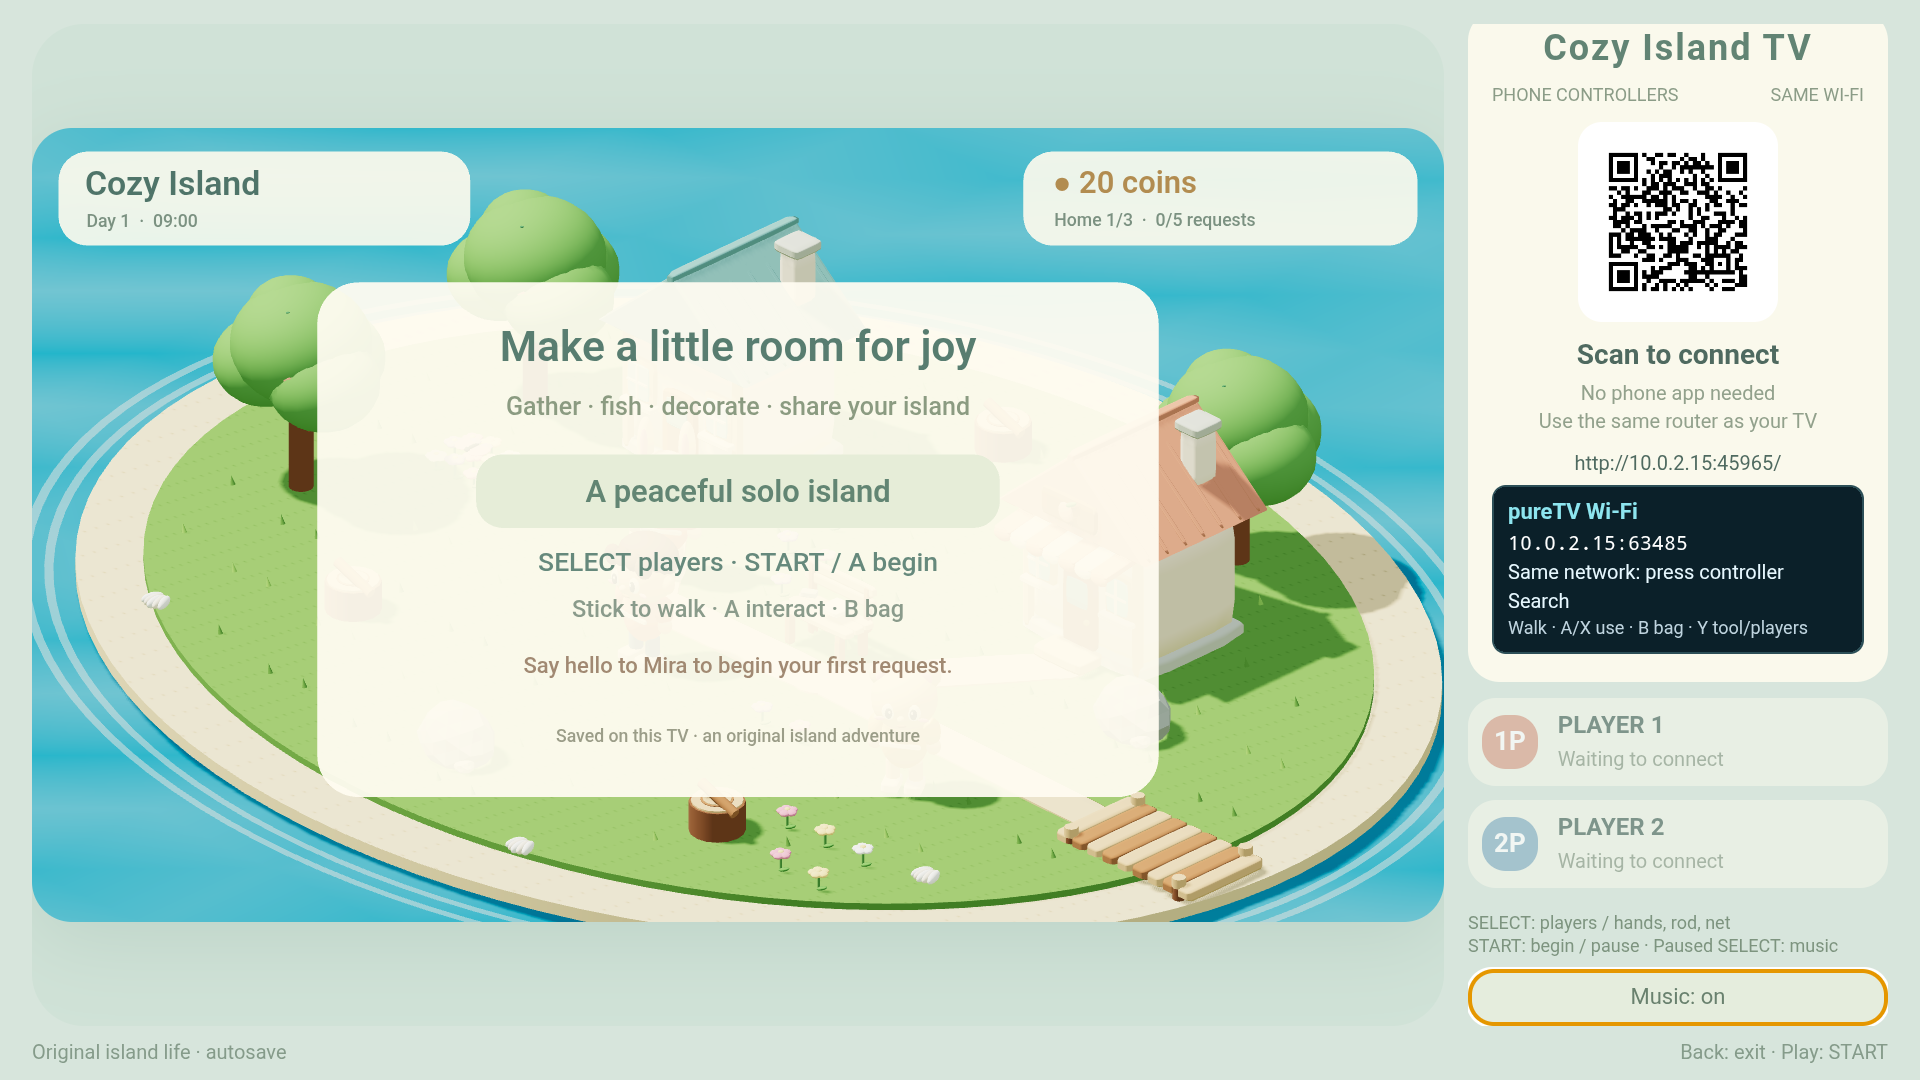 Cozy Island
Day 1 · 09:00
20 coins
Home 1/3 · 0/5 requests
Make a little room for joy
Gather · fish · decorate · share your island
A peaceful solo island
SELECT players · START / A begin
Stick to walk · A interact · B bag
Say hello to Mira to begin your first request.
Saved on this TV · an original island adventure
Cozy Island TV
PHONE CONTROLLERS
SAME WI-FI
Scan to connect
No phone app needed
Use the same router as your TV
http://10.0.2.15:45965/
pureTV Wi-Fi
10.0.2.15:63485
Same network: press controller
Search
Walk · A/X use · B bag · Y tool/players
1P
PLAYER 1
Waiting to connect
2P
PLAYER 2
Waiting to connect
SELECT: players / hands, rod, net
START: begin / pause · Paused SELECT: music
Music: on
Original island life · autosave
Back: exit · Play: START